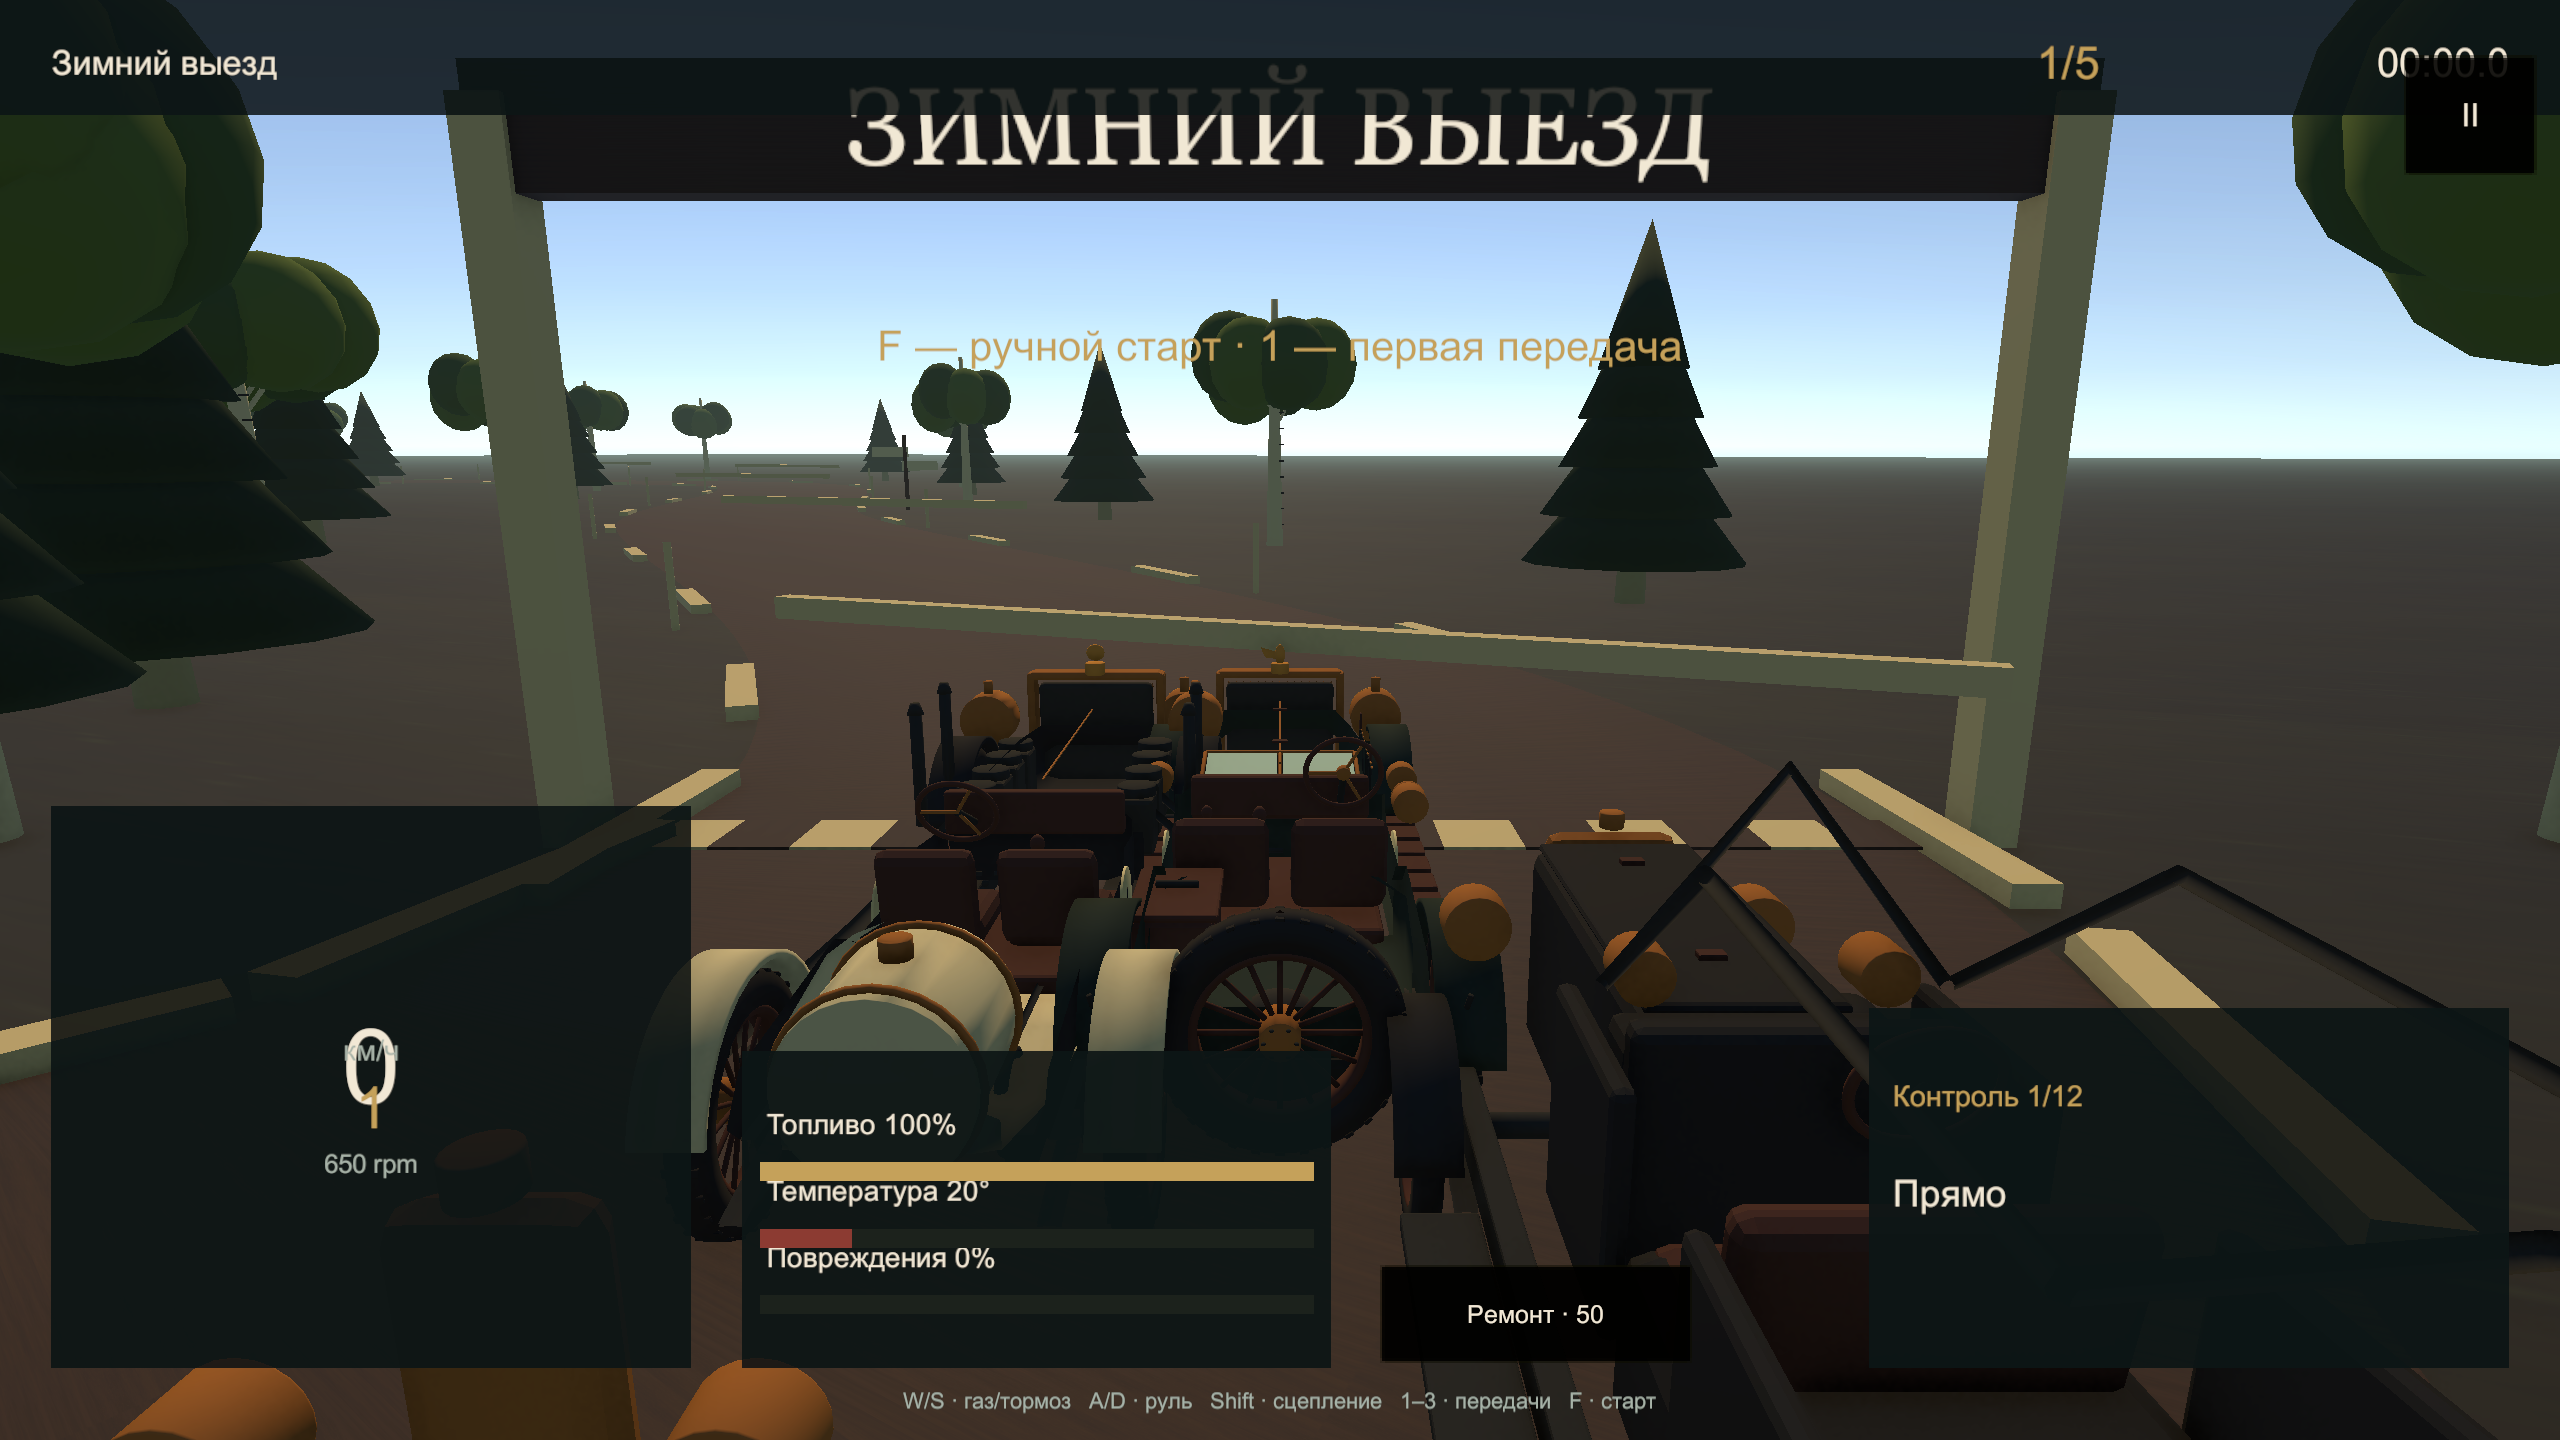 Зимний выезд
1/5
00:00.0
II
ЗИМНИЙ ВЫЕЗД
F — ручной старт · 1 — первая передача
км/ч
0
1
650 rpm
Топливо 100%
Температура 20°
Повреждения 0%
Ремонт · 50
Контроль 1/12
Прямо
W/S · газ/тормоз A/D · руль Shift · сцепление 1–3 · передачи F · старт